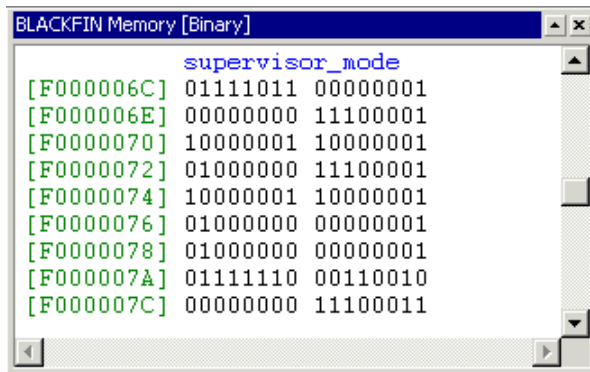 BLACKFIN Memory [Binary]
supervisor_mode
[F000006C] 01111011 00000001
[F000006E] 00000000 11100001
[F0000070] 10000001 10000001
[F0000072] 01000000 11100001
[F0000074] 10000001 10000001
[F0000076] 01000000 00000001
[F0000078] 01000000 00000001
[F000007A] 01111110 00110010
[F000007C] 00000000 11100011